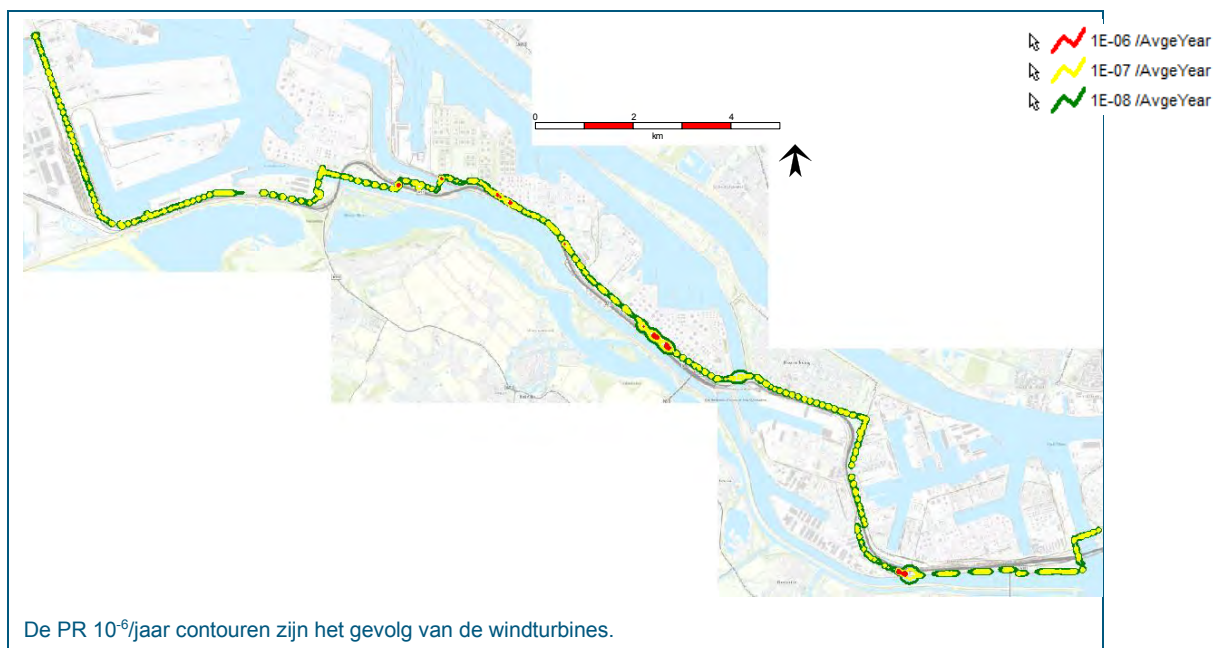 1E-06 /AvgeYear
1E-07 /AvgeYear
1E-08 /AvgeYear
0 2 4
km
De PR 10⁻⁶/jaar contouren zijn het gevolg van de windturbines.